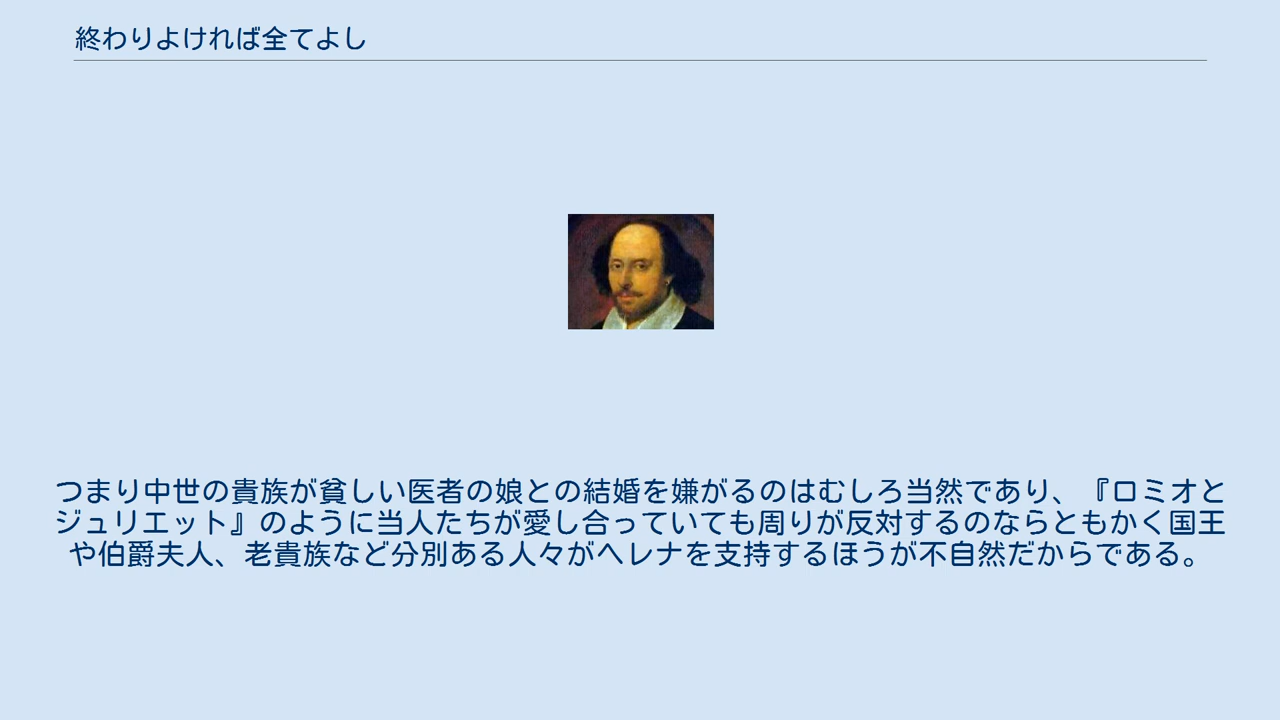 終わりよければ全てよし
つまり中世の貴族が貧しい医者の娘との結婚を嫌がるのはむしろ当然であり、『ロミオと
ジュリエット』のように当人たちが愛し合っていても周りが反対するのならともかく国王
や伯爵夫人、老貴族など分別ある人々がヘレナを支持するほうが不自然だからである。